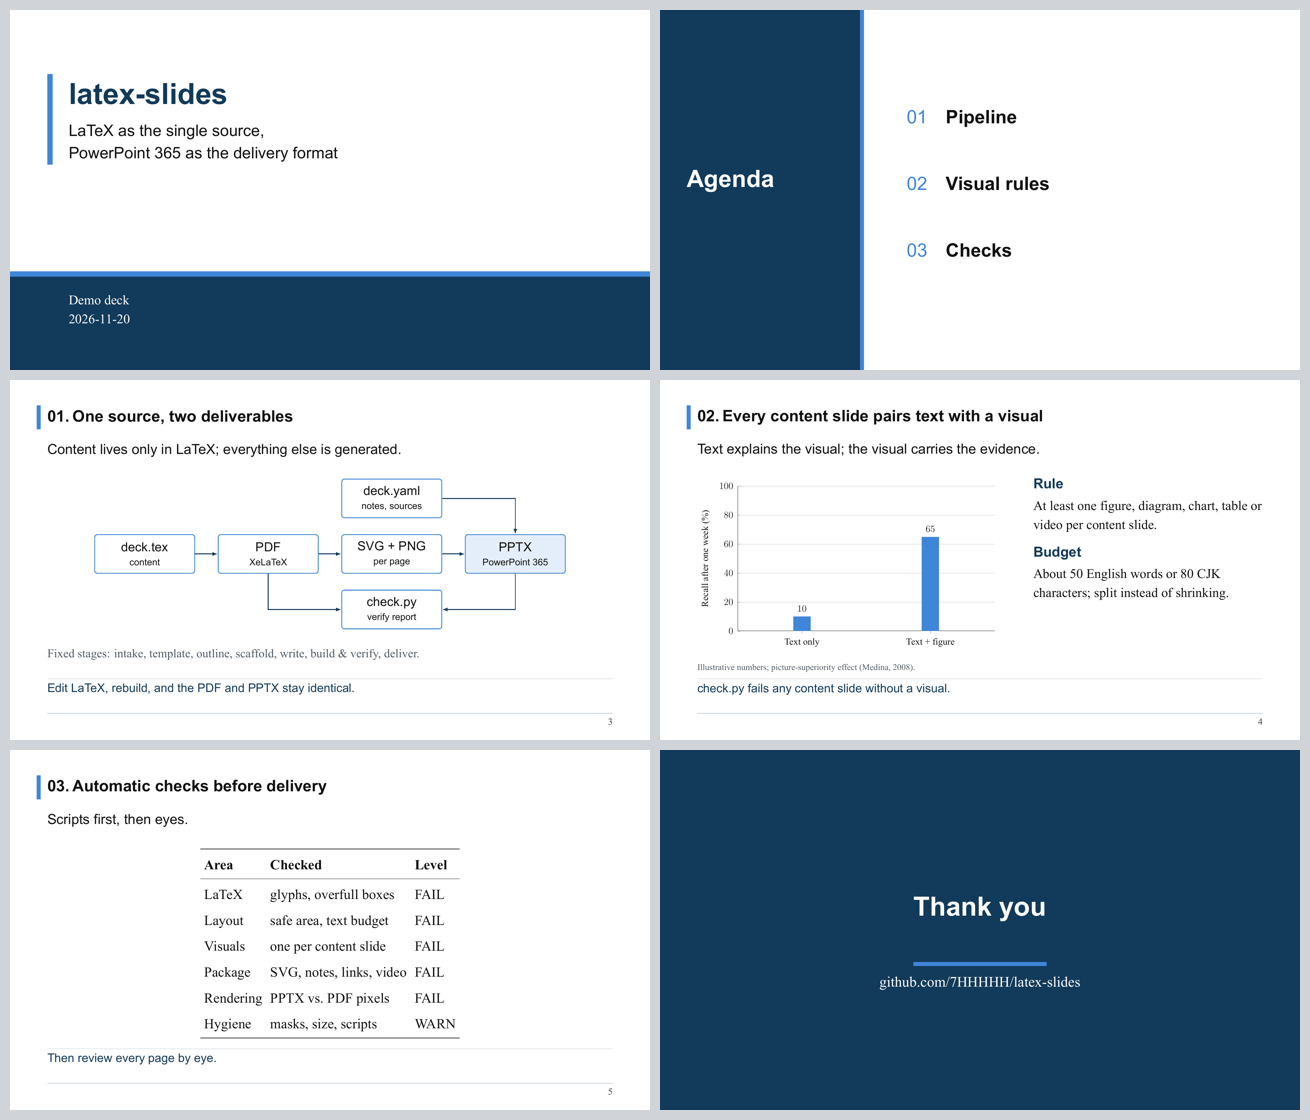 latex-slides
LaTeX as the single source,
PowerPoint 365 as the delivery format
Demo deck
2026-11-20
Agenda
01 Pipeline
02 Visual rules
03 Checks
01. One source, two deliverables
Content lives only in LaTeX; everything else is generated.
deck.yaml
notes, sources
deck.tex
content
PDF
XeLaTeX
SVG + PNG
per page
PPTX
PowerPoint 365
check.py
verify report
Fixed stages: intake, template, outline, scaffold, write, build & verify, deliver.
Edit LaTeX, rebuild, and the PDF and PPTX stay identical.
3
02. Every content slide pairs text with a visual
Text explains the visual; the visual carries the evidence.
Recall after one week (%)
100
80
60
40
20
0
10
65
Text only
Text + figure
Illustrative numbers; picture-superiority effect (Medina, 2008).
Rule
At least one figure, diagram, chart, table or
video per content slide.
Budget
About 50 English words or 80 CJK
characters; split instead of shrinking.
check.py fails any content slide without a visual.
4
03. Automatic checks before delivery
Scripts first, then eyes.
Area Checked Level
LaTeX glyphs, overfull boxes FAIL
Layout safe area, text budget FAIL
Visuals one per content slide FAIL
Package SVG, notes, links, video FAIL
Rendering PPTX vs. PDF pixels FAIL
Hygiene masks, size, scripts WARN
Then review every page by eye.
5
Thank you
github.com/7HHHHH/latex-slides